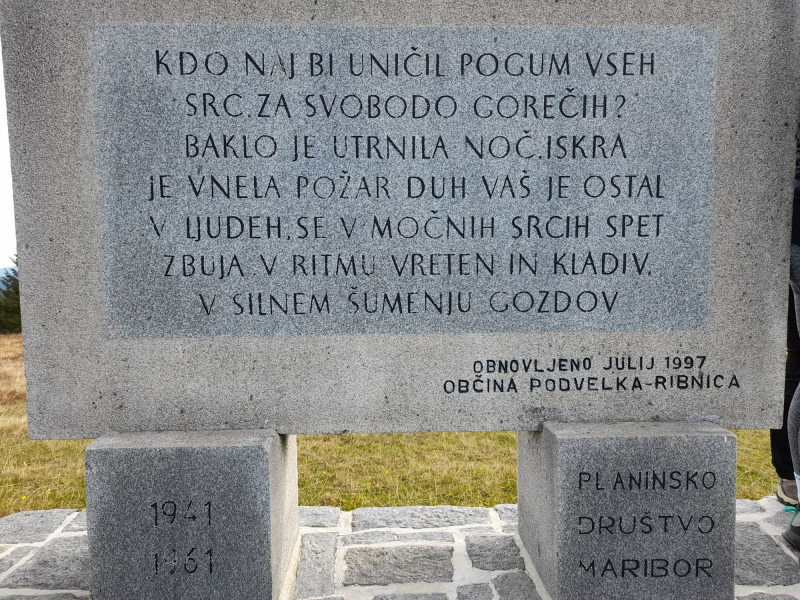 KDO NAJ BI UNIČIL POGUM VSEH
SRC. ZA SVOBODO GOREČIH?
BAKLO JE UTRNILA NOČ. ISKRA
JE VNELA POŽAR DUH VAŠ JE OSTAL
V LJUDEH, SE V MOČNIH SRCIH SPET
ZBUJA. V RITMU VRETEN IN KLADIV.
V SILNEM ŠUMENJU GOZDOV
OBNOVLJENO JULIJ 1997
OBČINA PODVELKA-RIBNICA
1941
1961
PLANINSKO
DRUŠTVO
MARIBOR